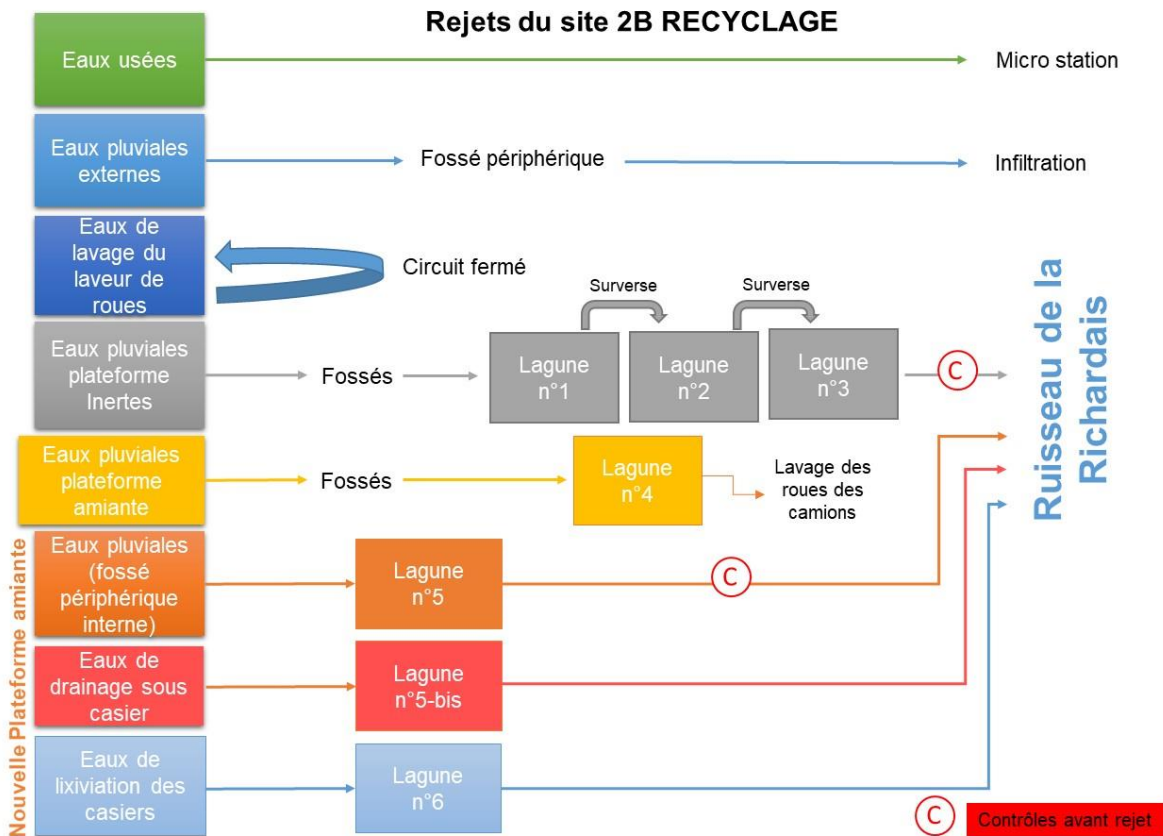 Rejets du site 2B RECYCLAGE
Eaux usées
Micro station
Eaux pluviales
externes
Fossé périphérique
Infiltration
Eaux de
lavage du
laveur de
roues
Circuit fermé
Surverse
Surverse
Eaux pluviales
plateforme
Inertes
Fossés
Lagune
n°1
Lagune
n°2
Lagune
n°3
C
Ruisseau de la
Richardais
Eaux pluviales
plateforme
amiante
Fossés
Lagune
n°4
Lavage des
roues des
camions
Nouvelle Plateforme amiante
Eaux pluviales
(fossé
périphérique
interne)
Lagune
n°5
C
Eaux de
drainage sous
casier
Lagune
n°5-bis
Eaux de
lixiviation des
casiers
Lagune
n°6
C
Contrôles avant rejet